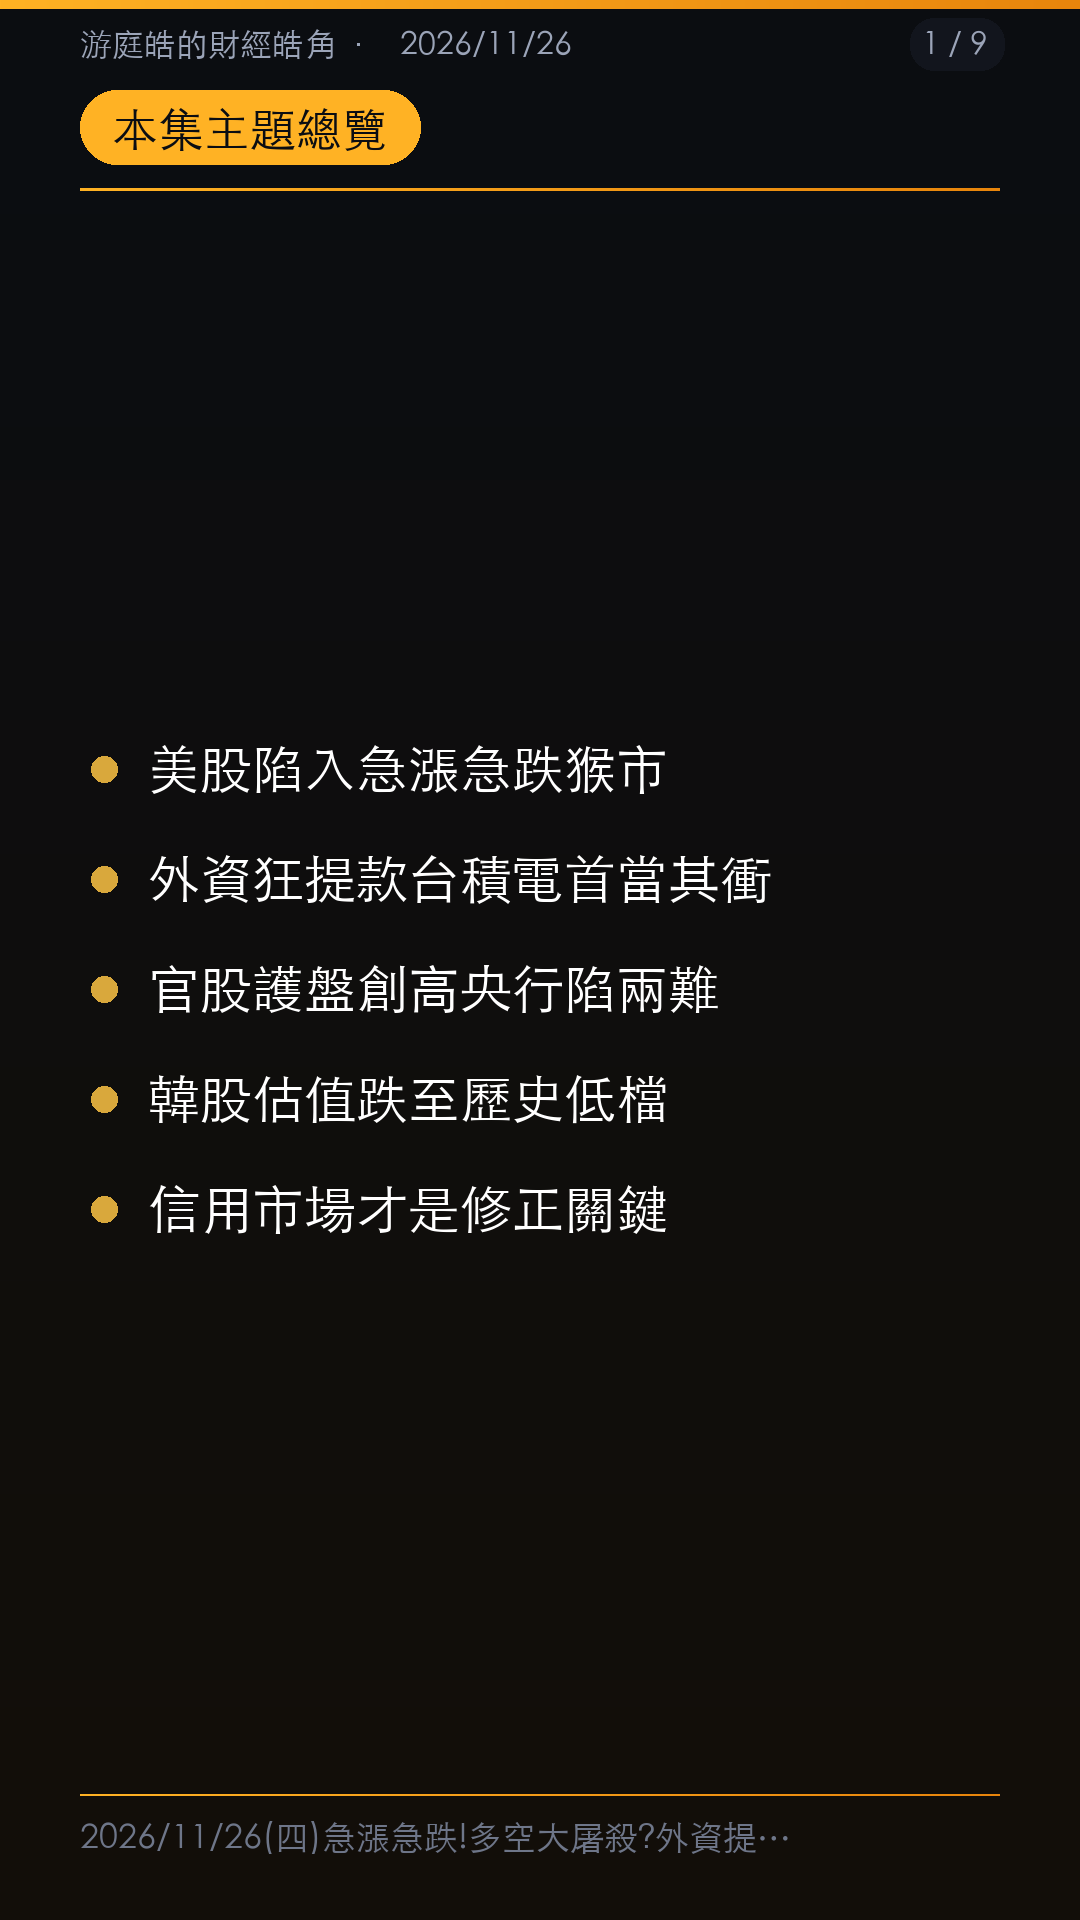 游庭皓的財經皓角 · 2026/11/26
1 / 9
本集主題總覽
美股陷入急漲急跌猴市
外資狂提款台積電首當其衝
官股護盤創高央行陷兩難
韓股估值跌至歷史低檔
信用市場才是修正關鍵
2026/11/26(四)急漲急跌!多空大屠殺?外資提⋯